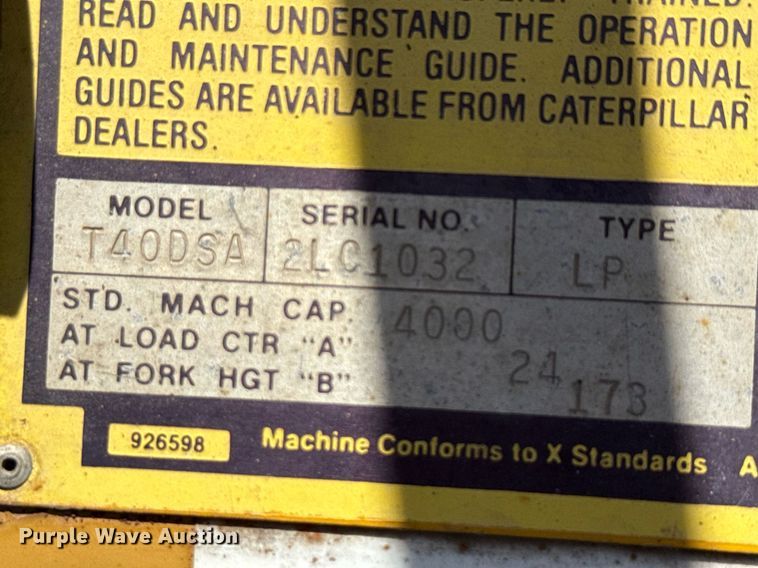 TRAINED.
READ AND UNDERSTAND THE OPERATION
AND MAINTENANCE GUIDE. ADDITIONAL
GUIDES ARE AVAILABLE FROM CATERPILLAR
DEALERS.
MODEL SERIAL NO. TYPE
T40DSA 2LC1032 LP
STD. MACH CAP. 4000
AT LOAD CTR "A" 24
AT FORK HGT "B" 173
926598 Machine Conforms to X Standards A
Purple Wave Auction